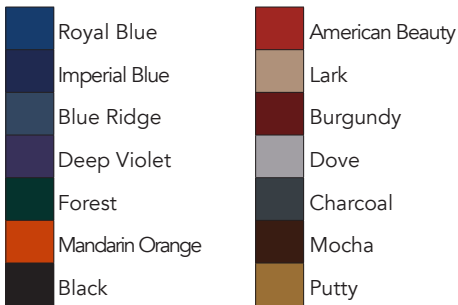 Royal Blue
Imperial Blue
Blue Ridge
Deep Violet
Forest
Mandarin Orange
Black
American Beauty
Lark
Burgundy
Dove
Charcoal
Mocha
Putty